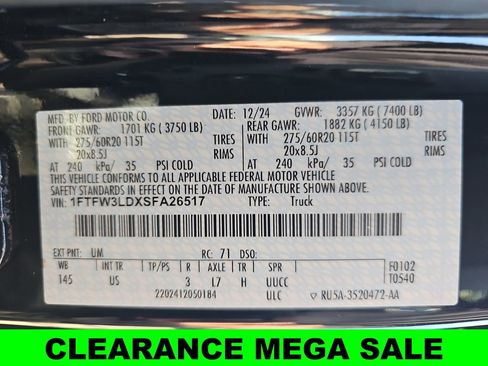 MFD. BY FORD MOTOR CO. 12/24 GVWR: 3357 KG ( 7400 LB)
FRONT GAWR: 1701 KG ( 3750 LB) REAR GAWR: 1882 KG ( 4150 LB)
WITH 275/60R20 115T TIRES WITH 275/60R20 115T TIRES
20x8.5J RIMS 20x8.5J RIMS
AT 240 kPa/ 35 PSI COLD AT 240 kPa/ 35 PSI COLD
THIS VEHICLE CONFORMS TO ALL APPLICABLE FEDERAL MOTOR VEHICLE
SAFETY STANDARDS IN EFFECT ON THE DATE OF MANUFACTURE SHOWN ABOVE.
VIN: 1FTFW3LDXSFA26517 TYPE: Truck
EXT PNT: UM RC: 71 DSO: F0102
WB INT TR TP/PS R AXLE TR SPR T0540
145 US 3 L7 H UUCC
2202412050184 ULC RU5A-3520472-AA
CLEARANCE MEGA SALE